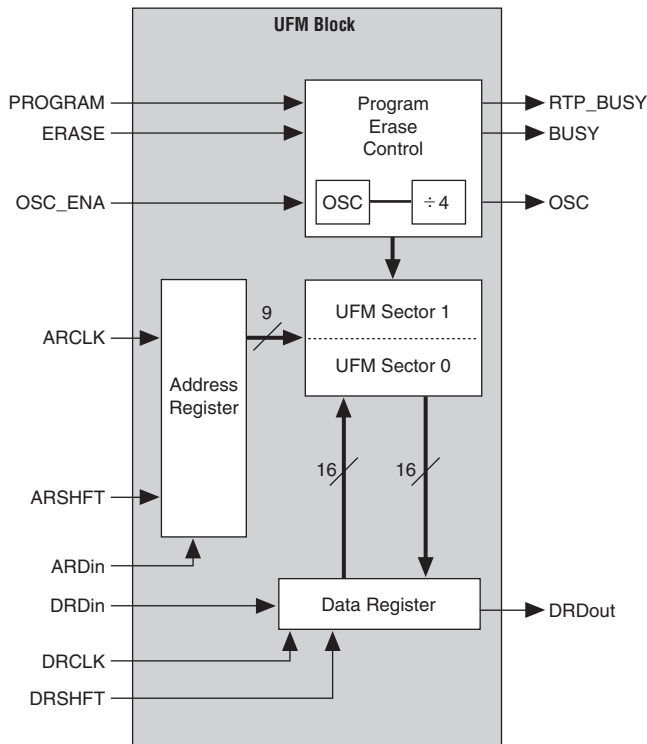 UFM Block
PROGRAM
ERASE
OSC_ENA
Program
Erase
Control
OSC
÷ 4
RTP_BUSY
BUSY
OSC
ARCLK
ARSHFT
ARDin
Address
Register
9
UFM Sector 1
UFM Sector 0
16
16
DRDin
DRCLK
DRSHFT
Data Register
DRDout